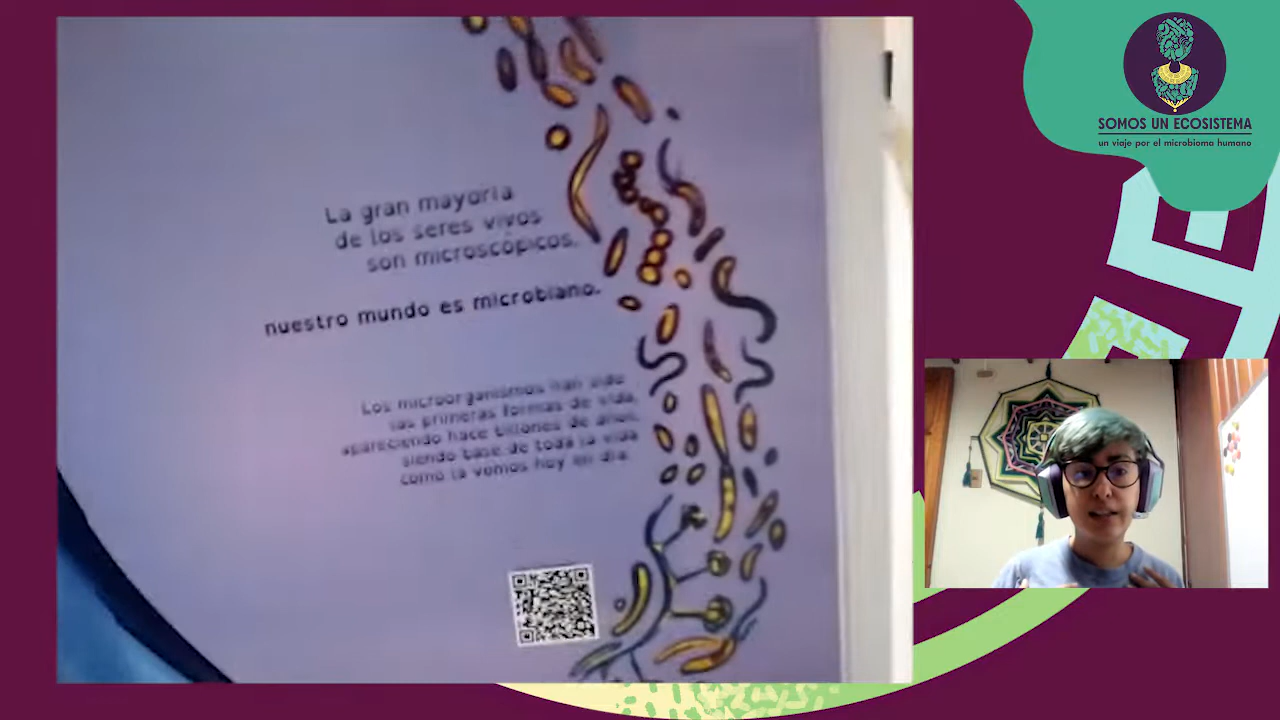 La gran mayoría
de los seres vivos
son microscópicos.
nuestro mundo es microbiano.
Los microorganismos han sido
las primeras formas de vida,
apareciendo hace billones de años,
siendo base de toda la vida
como la vemos hoy en día.
SOMOS UN ECOSISTEMA
un viaje por el microbioma humano